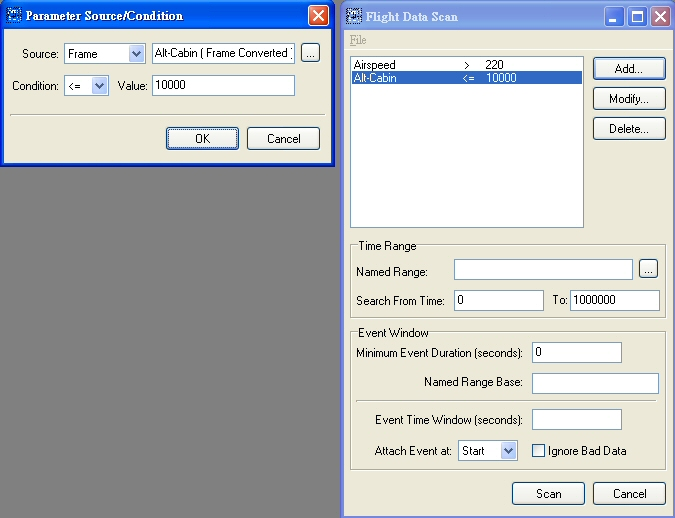 Parameter Source/Condition
Source: Frame Alt-Cabin ( Frame Converted ) ...
Condition: <= Value: 10000
OK Cancel
Flight Data Scan
File
Airspeed > 220
Alt-Cabin <= 10000
Add...
Modify...
Delete...
Time Range
Named Range: ...
Search From Time: 0 To: 1000000
Event Window
Minimum Event Duration (seconds): 0
Named Range Base:
Event Time Window (seconds):
Attach Event at: Start Ignore Bad Data
Scan Cancel